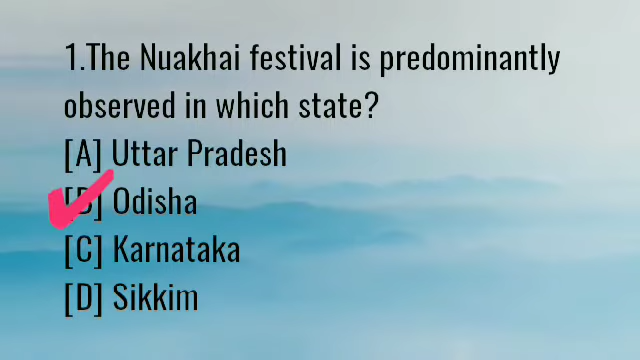 1.The Nuakhai festival is predominantly
observed in which state?
[A] Uttar Pradesh
[B] Odisha
[C] Karnataka
[D] Sikkim